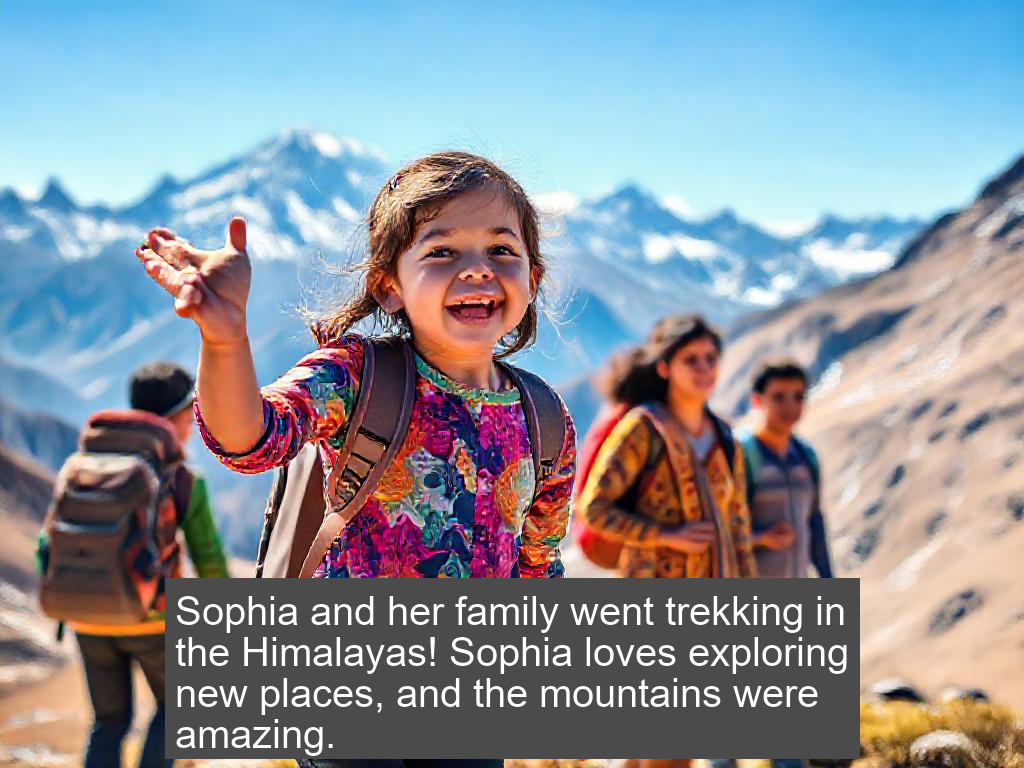 Sophia and her family went trekking in
the Himalayas! Sophia loves exploring
new places, and the mountains were
amazing.